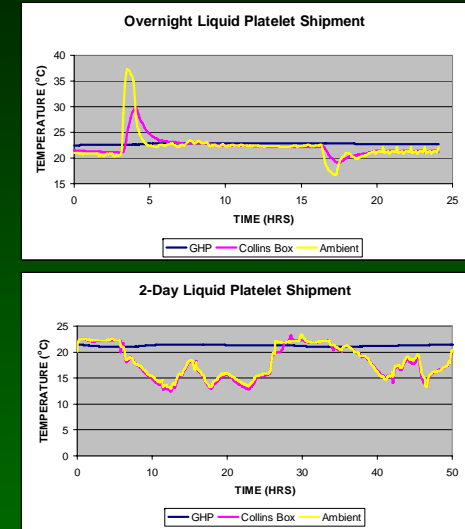 Overnight Liquid Platelet Shipment
40
35
30
25
20
15
TEMPERATURE (°C)
0 5 10 15 20 25
TIME (HRS)
GHP Collins Box Ambient
2-Day Liquid Platelet Shipment
25
20
15
10
5
0
TEMPERATURE (°C)
0 10 20 30 40 50
TIME (HRS)
GHP Collins Box Ambient